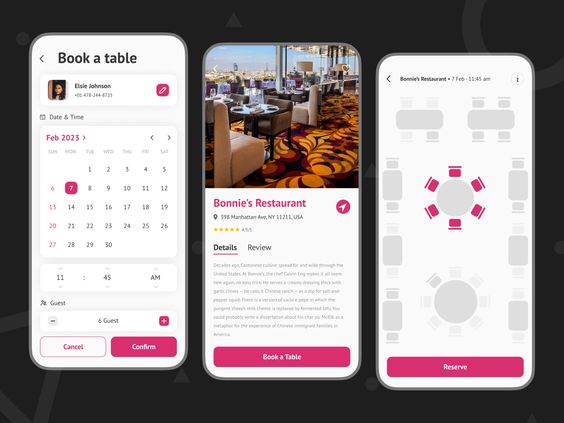 Book a table
Elsie Johnson
+01 478-244-8725
Date & Time
Feb 2023
SUN MON TUE WED THU FRI SAT
1 2 3 4 5
6 7 8 9 10 11 12
13 14 15 16 17 18 19
20 21 22 23 24 25 26
27 28 29 30
11 : 45 AM
Guest
6 Guest
Cancel Confirm
Bonnie's Restaurant
398 Manhattan Ave, NY 11211, USA
4.9/5
Details Review
Decades ago, Cantonese cuisine spread far and wide through the
United States. At Bonnie's, the chef Calvin Eng makes it all seem
new again, no easy trick. He serves a creamy dressing thick with
garlic chives — he calls it Chinese ranch — as a dip for salt-and-
pepper squid. There is a version of cacio e pepe in which the
pungent sheep's milk cheese is replaced by fermented tofu. You
could probably write a dissertation about his char siu McRib as a
metaphor for the experience of Chinese immigrant families in
America.
Book a Table
Bonnie's Restaurant • 7 Feb - 11:45 am
Reserve